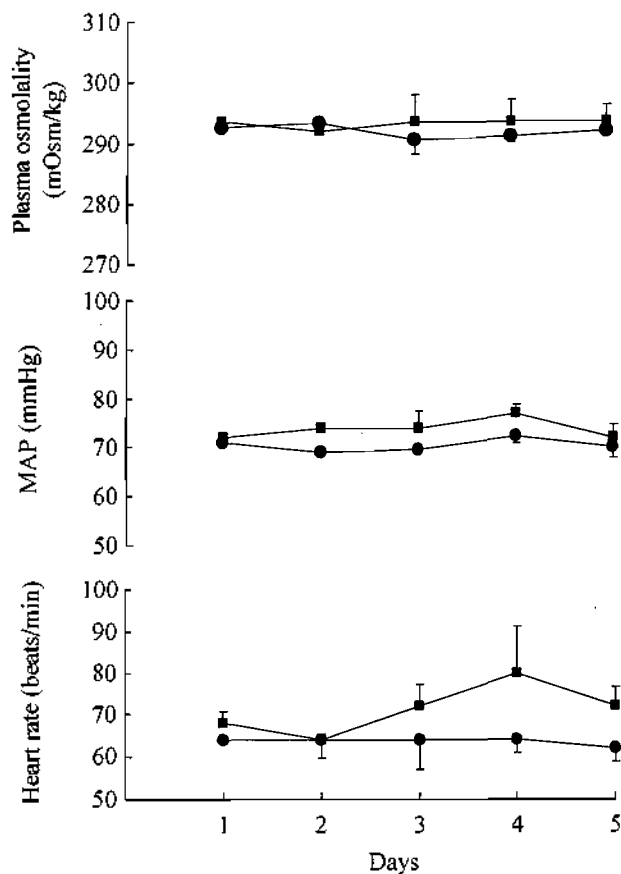 Plasma osmolality
(mOsm/kg)
310
300
290
280
270
MAP (mmHg)
100
90
80
70
60
50
Heart rate (beats/min)
100
90
80
70
60
50
1 2 3 4 5
Days